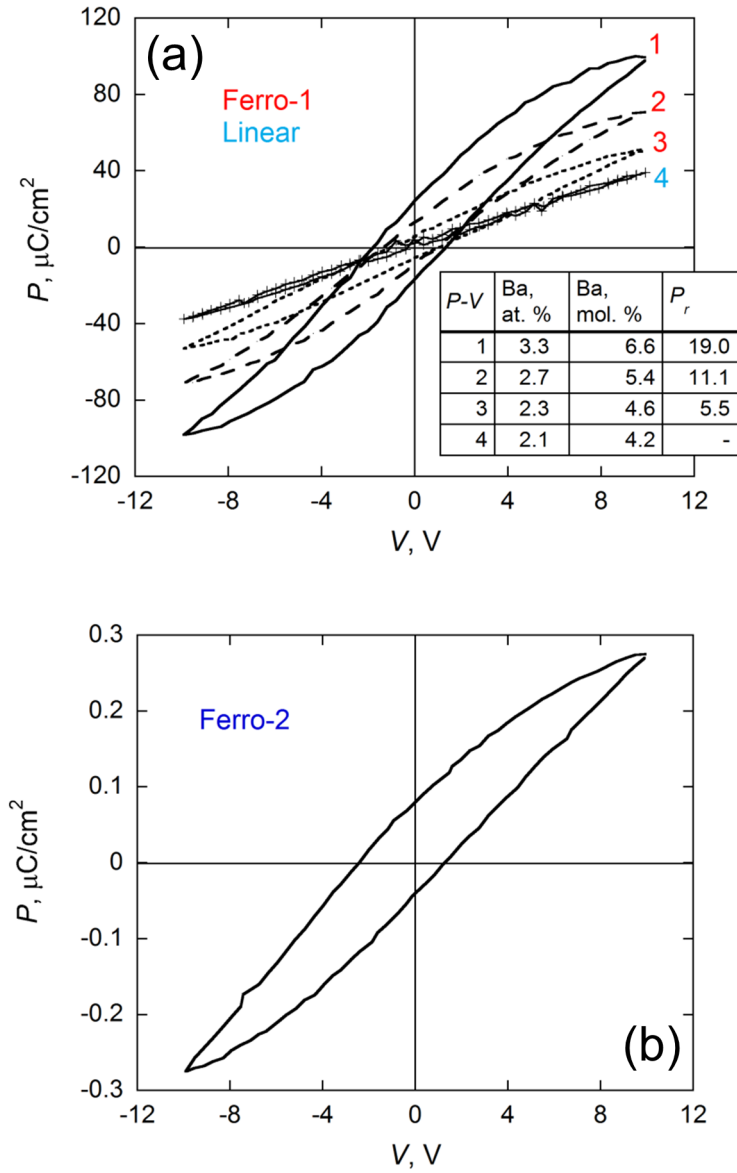 (a)
Ferro-1
Linear
1
2
3
4
120
80
40
0
-40
-80
-120
P, μC/cm²
-12 -8 -4 0 4 8 12
V, V
P-V Ba, at. % Ba, mol. % Pr
1 3.3 6.6 19.0
2 2.7 5.4 11.1
3 2.3 4.6 5.5
4 2.1 4.2 -
0.3
0.2
0.1
0
-0.1
-0.2
-0.3
P, μC/cm²
Ferro-2
(b)
-12 -8 -4 0 4 8 12
V, V